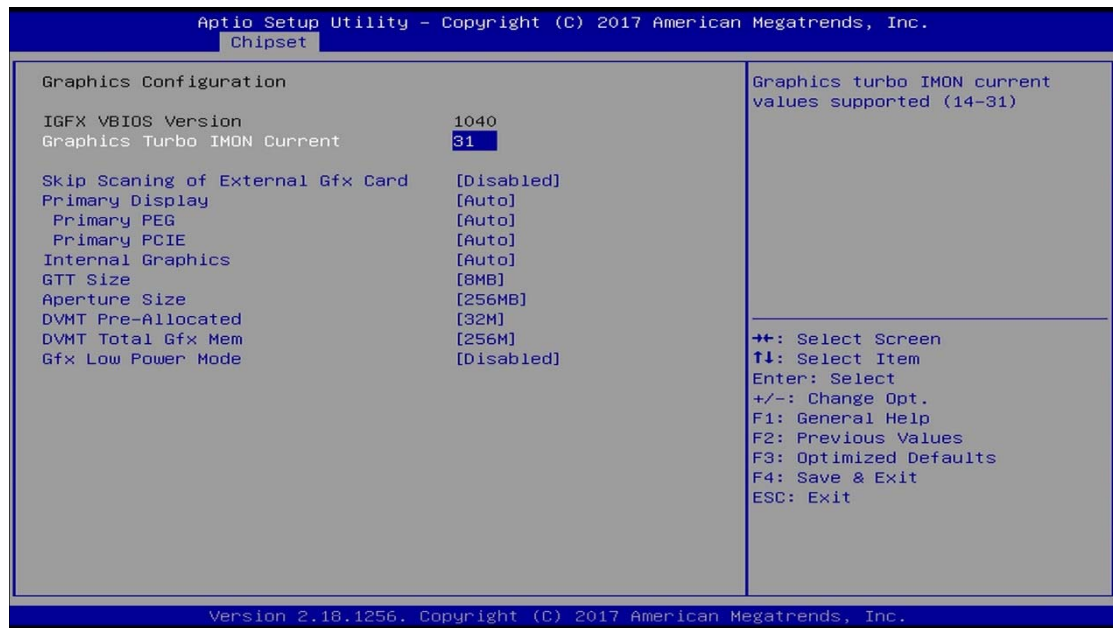 Aptio Setup Utility – Copyright (C) 2017 American Megatrends, Inc.
Chipset
Graphics Configuration
IGFX VBIOS Version 1040
Graphics Turbo IMON Current 31
Skip Scaning of External Gfx Card [Disabled]
Primary Display [Auto]
Primary PEG [Auto]
Primary PCIE [Auto]
Internal Graphics [Auto]
GTT Size [8MB]
Aperture Size [256MB]
DVMT Pre-Allocated [32M]
DVMT Total Gfx Mem [256M]
Gfx Low Power Mode [Disabled]
Graphics turbo IMON current
values supported (14-31)
→←: Select Screen
↑↓: Select Item
Enter: Select
+/-: Change Opt.
F1: General Help
F2: Previous Values
F3: Optimized Defaults
F4: Save & Exit
ESC: Exit
Version 2.18.1256. Copyright (C) 2017 American Megatrends, Inc.